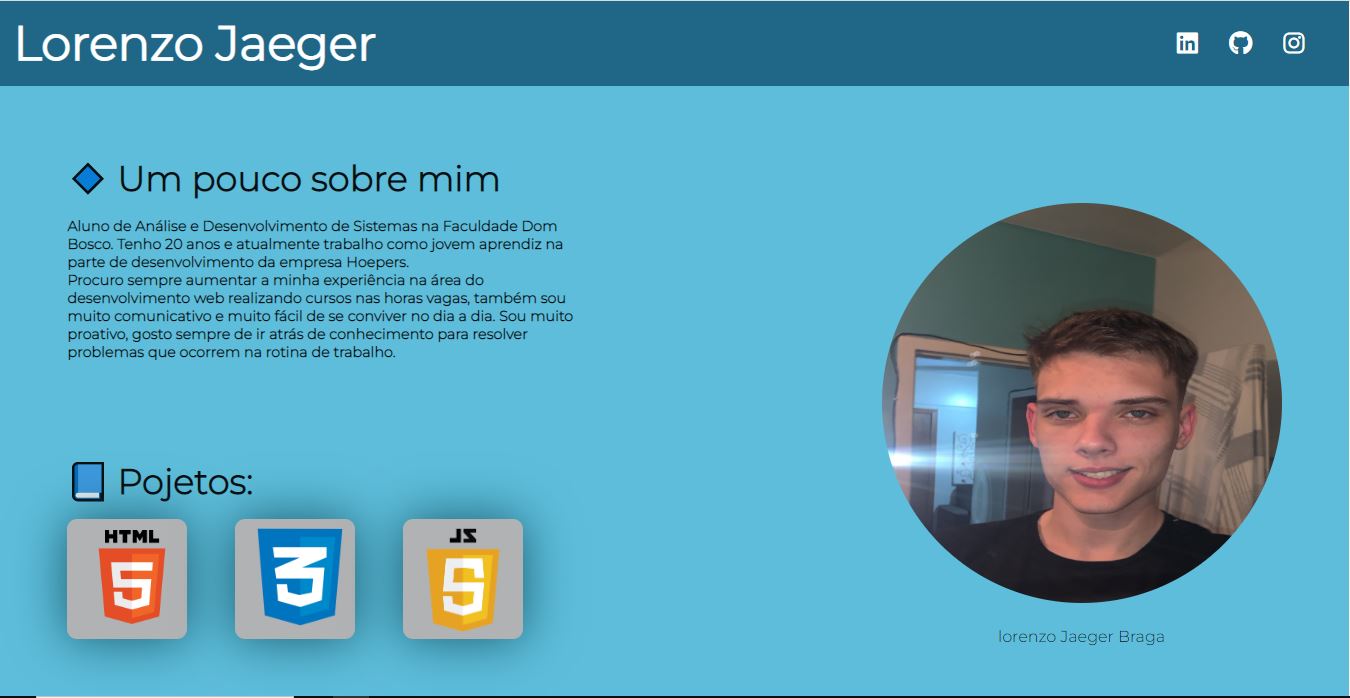 Lorenzo Jaeger
Um pouco sobre mim
Aluno de Análise e Desenvolvimento de Sistemas na Faculdade Dom
Bosco. Tenho 20 anos e atualmente trabalho como jovem aprendiz na
parte de desenvolvimento da empresa Hoepers.
Procuro sempre aumentar a minha experiência na área do
desenvolvimento web realizando cursos nas horas vagas, também sou
muito comunicativo e muito fácil de se conviver no dia a dia. Sou muito
proativo, gosto sempre de ir atrás de conhecimento para resolver
problemas que ocorrem na rotina de trabalho.
Pojetos:
HTML
5
3
JS
5
lorenzo Jaeger Braga